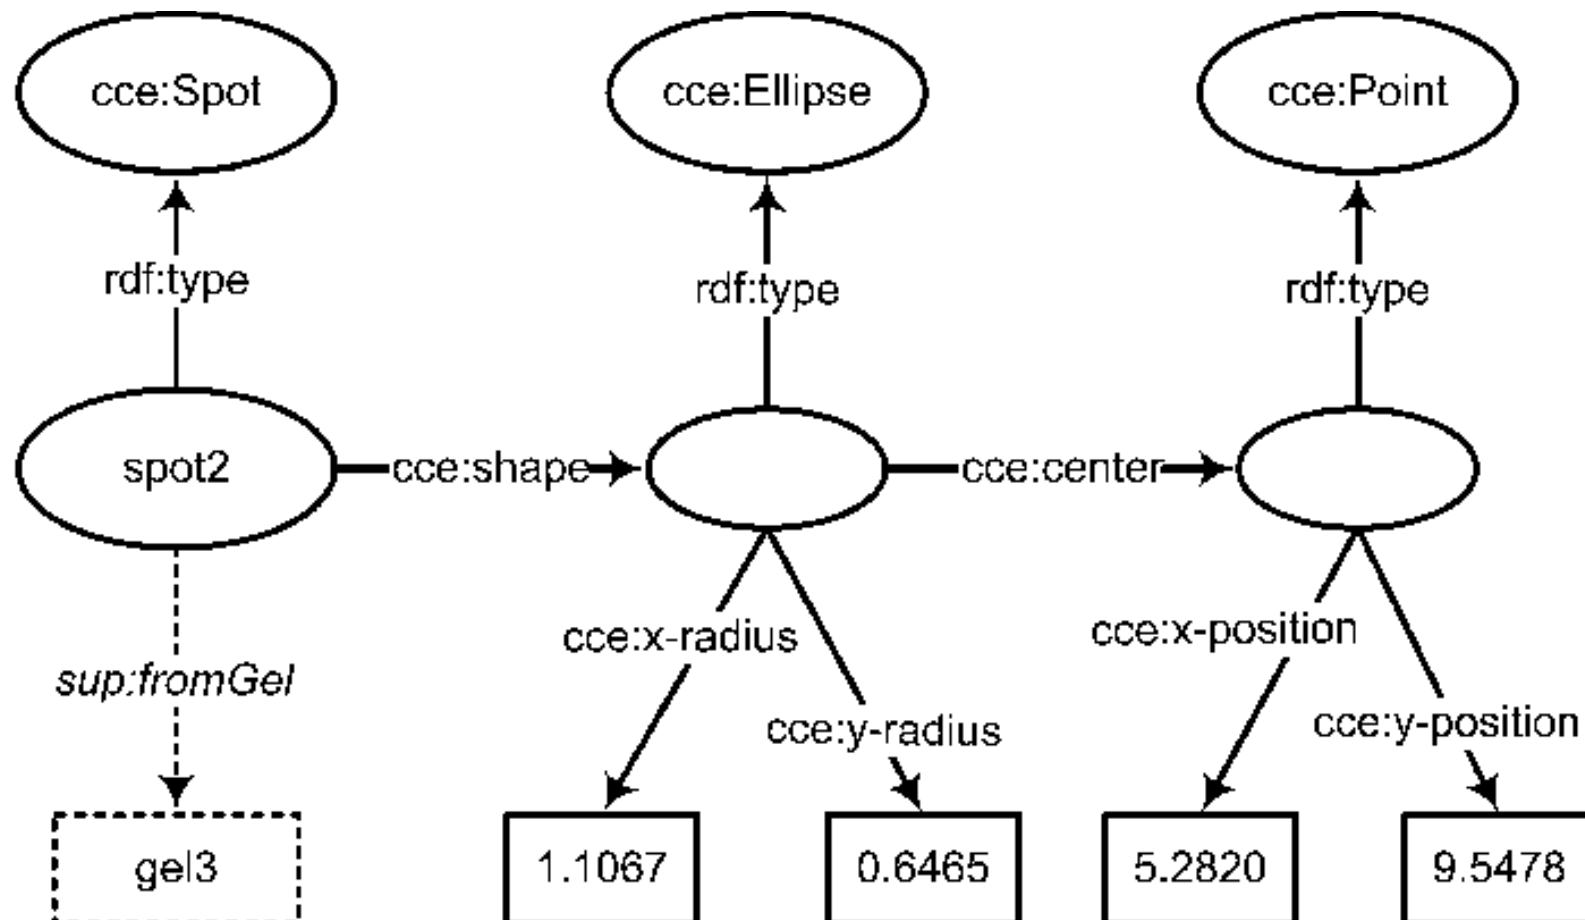 cce:Spot
cce:Ellipse
cce:Point
rdf:type
rdf:type
rdf:type
spot2
cce:shape
cce:center
cce:x-radius
cce:x-position
sup:fromGel
cce:y-radius
cce:y-position
gel3
1.1067
0.6465
5.2820
9.5478